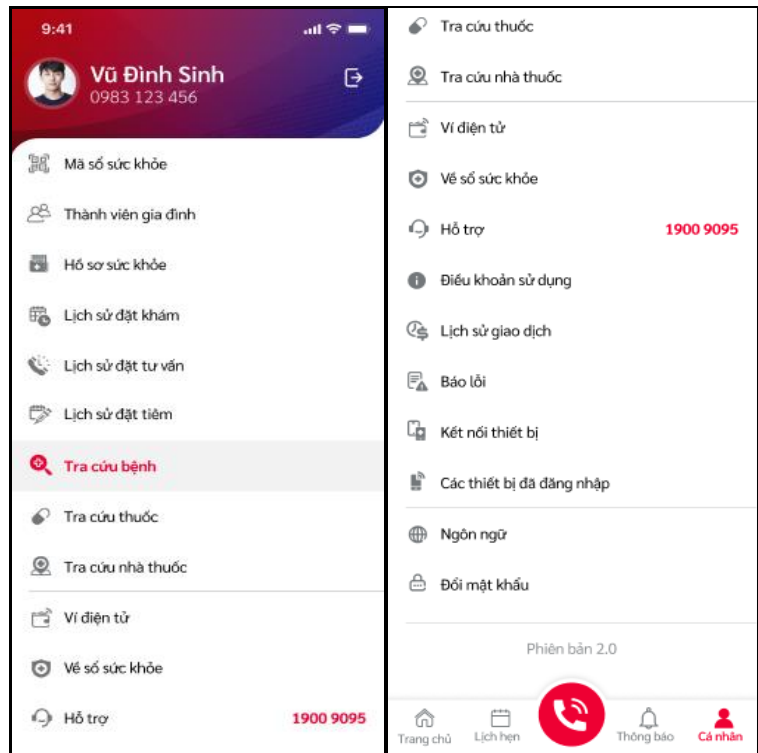 9:41
Vũ Đình Sinh
0983 123 456
Mã số sức khỏe
Thành viên gia đình
Hồ sơ sức khỏe
Lịch sử đặt khám
Lịch sử đặt tư vấn
Lịch sử đặt tiêm
Tra cứu bệnh
Tra cứu thuốc
Tra cứu nhà thuốc
Ví điện tử
Về sổ sức khỏe
Hỗ trợ 1900 9095
Tra cứu thuốc
Tra cứu nhà thuốc
Ví điện tử
Về sổ sức khỏe
Hỗ trợ 1900 9095
Điều khoản sử dụng
Lịch sử giao dịch
Báo lỗi
Kết nối thiết bị
Các thiết bị đã đăng nhập
Ngôn ngữ
Đổi mật khẩu
Phiên bản 2.0
Trang chủ Lịch hẹn Thông báo Cá nhân